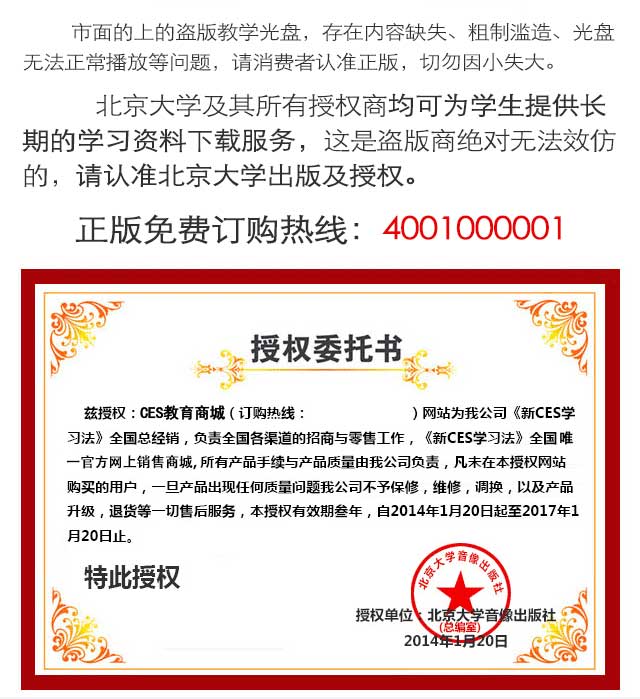 市面的上的盗版教学光盘，存在内容缺失、粗制滥造、光盘
无法正常播放等问题，请消费者认准正版，切勿因小失大。
北京大学及其所有授权商均可为学生提供长
期的学习资料下载服务，这是盗版商绝对无法效仿
的，请认准北京大学出版及授权。
正版免费订购热线：4001000001
授权委托书
兹授权：CES教育商城（订购热线： ）网站为我公司《新CES学
习法》全国总经销，负责全国各渠道的招商与零售工作，《新CES学习法》全国唯
一官方网上销售商城，所有产品手续与产品质量由我公司负责，凡未在本授权网站
购买的用户，一旦产品出现任何质量问题我公司不予保修，维修，调换，以及产品
升级，退货等一切售后服务，本授权有效期叁年，自2014年1月20日起至2017年1
月20日止。
特此授权
北京大学音像出版社
授权单位：北京大学音像出版社
(总编室)
2014年1月20日